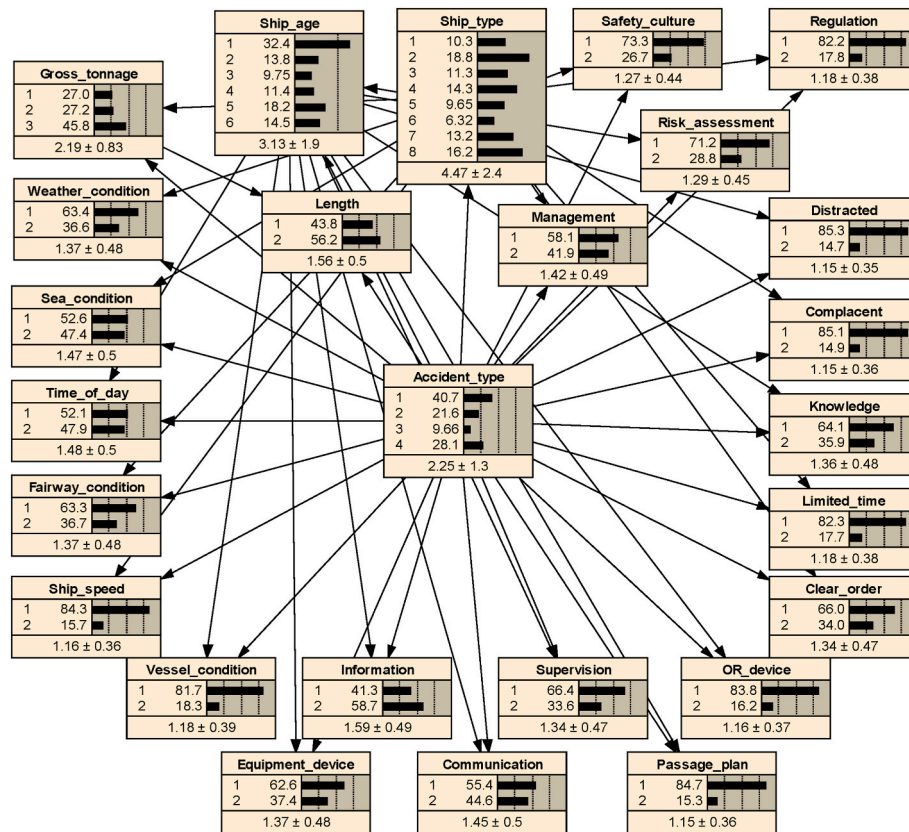 Ship_age
1 32.4
2 13.8
3 9.75
4 11.4
5 18.2
6 14.5
3.13 ± 1.9
Ship_type
1 10.3
2 18.8
3 11.3
4 14.3
5 9.65
6 6.32
7 13.2
8 16.2
4.47 ± 2.4
Safety_culture
1 73.3
2 26.7
1.27 ± 0.44
Regulation
1 82.2
2 17.8
1.18 ± 0.38
Gross_tonnage
1 27.0
2 27.2
3 45.8
2.19 ± 0.83
Risk_assessment
1 71.2
2 28.8
1.29 ± 0.45
Weather_condition
1 63.4
2 36.6
1.37 ± 0.48
Length
1 43.8
2 56.2
1.56 ± 0.5
Management
1 58.1
2 41.9
1.42 ± 0.49
Distracted
1 85.3
2 14.7
1.15 ± 0.35
Sea_condition
1 52.6
2 47.4
1.47 ± 0.5
Complacent
1 85.1
2 14.9
1.15 ± 0.36
Time_of_day
1 52.1
2 47.9
1.48 ± 0.5
Accident_type
1 40.7
2 21.6
3 9.66
4 28.1
2.25 ± 1.3
Knowledge
1 64.1
2 35.9
1.36 ± 0.48
Fairway_condition
1 63.3
2 36.7
1.37 ± 0.48
Limited_time
1 82.3
2 17.7
1.18 ± 0.38
Ship_speed
1 84.3
2 15.7
1.16 ± 0.36
Clear_order
1 66.0
2 34.0
1.34 ± 0.47
Vessel_condition
1 81.7
2 18.3
1.18 ± 0.39
Information
1 41.3
2 58.7
1.59 ± 0.49
Supervision
1 66.4
2 33.6
1.34 ± 0.47
OR_device
1 83.8
2 16.2
1.16 ± 0.37
Equipment_device
1 62.6
2 37.4
1.37 ± 0.48
Communication
1 55.4
2 44.6
1.45 ± 0.5
Passage_plan
1 84.7
2 15.3
1.15 ± 0.36